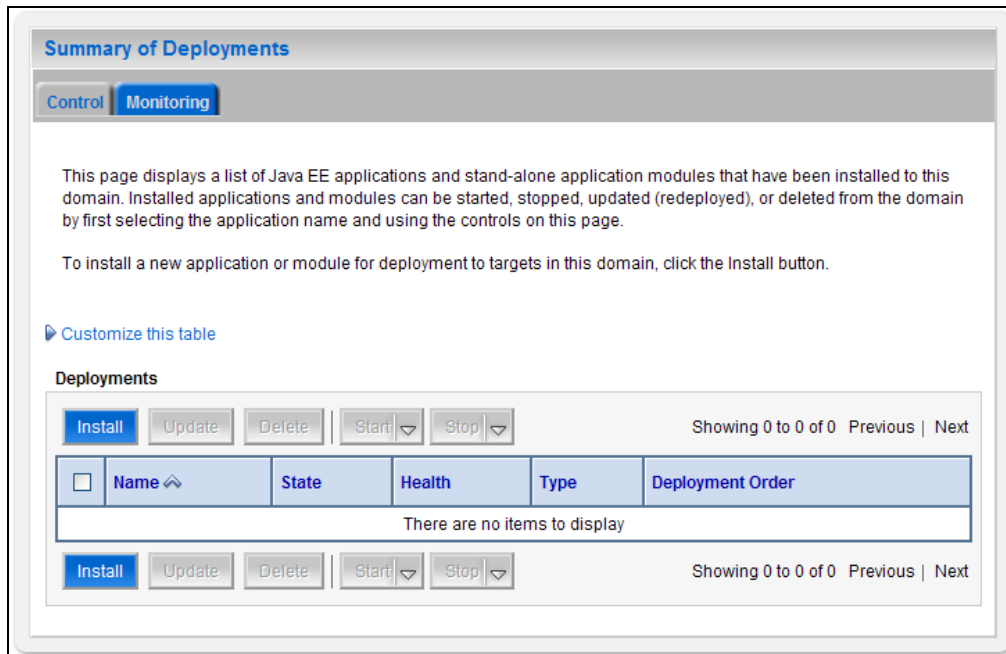 Summary of Deployments
Control Monitoring
This page displays a list of Java EE applications and stand-alone application modules that have been installed to this
domain. Installed applications and modules can be started, stopped, updated (redeployed), or deleted from the domain
by first selecting the application name and using the controls on this page.
To install a new application or module for deployment to targets in this domain, click the Install button.
Customize this table
Deployments
Install Update Delete Start Stop Showing 0 to 0 of 0 Previous | Next
Name State Health Type Deployment Order
There are no items to display
Install Update Delete Start Stop Showing 0 to 0 of 0 Previous | Next